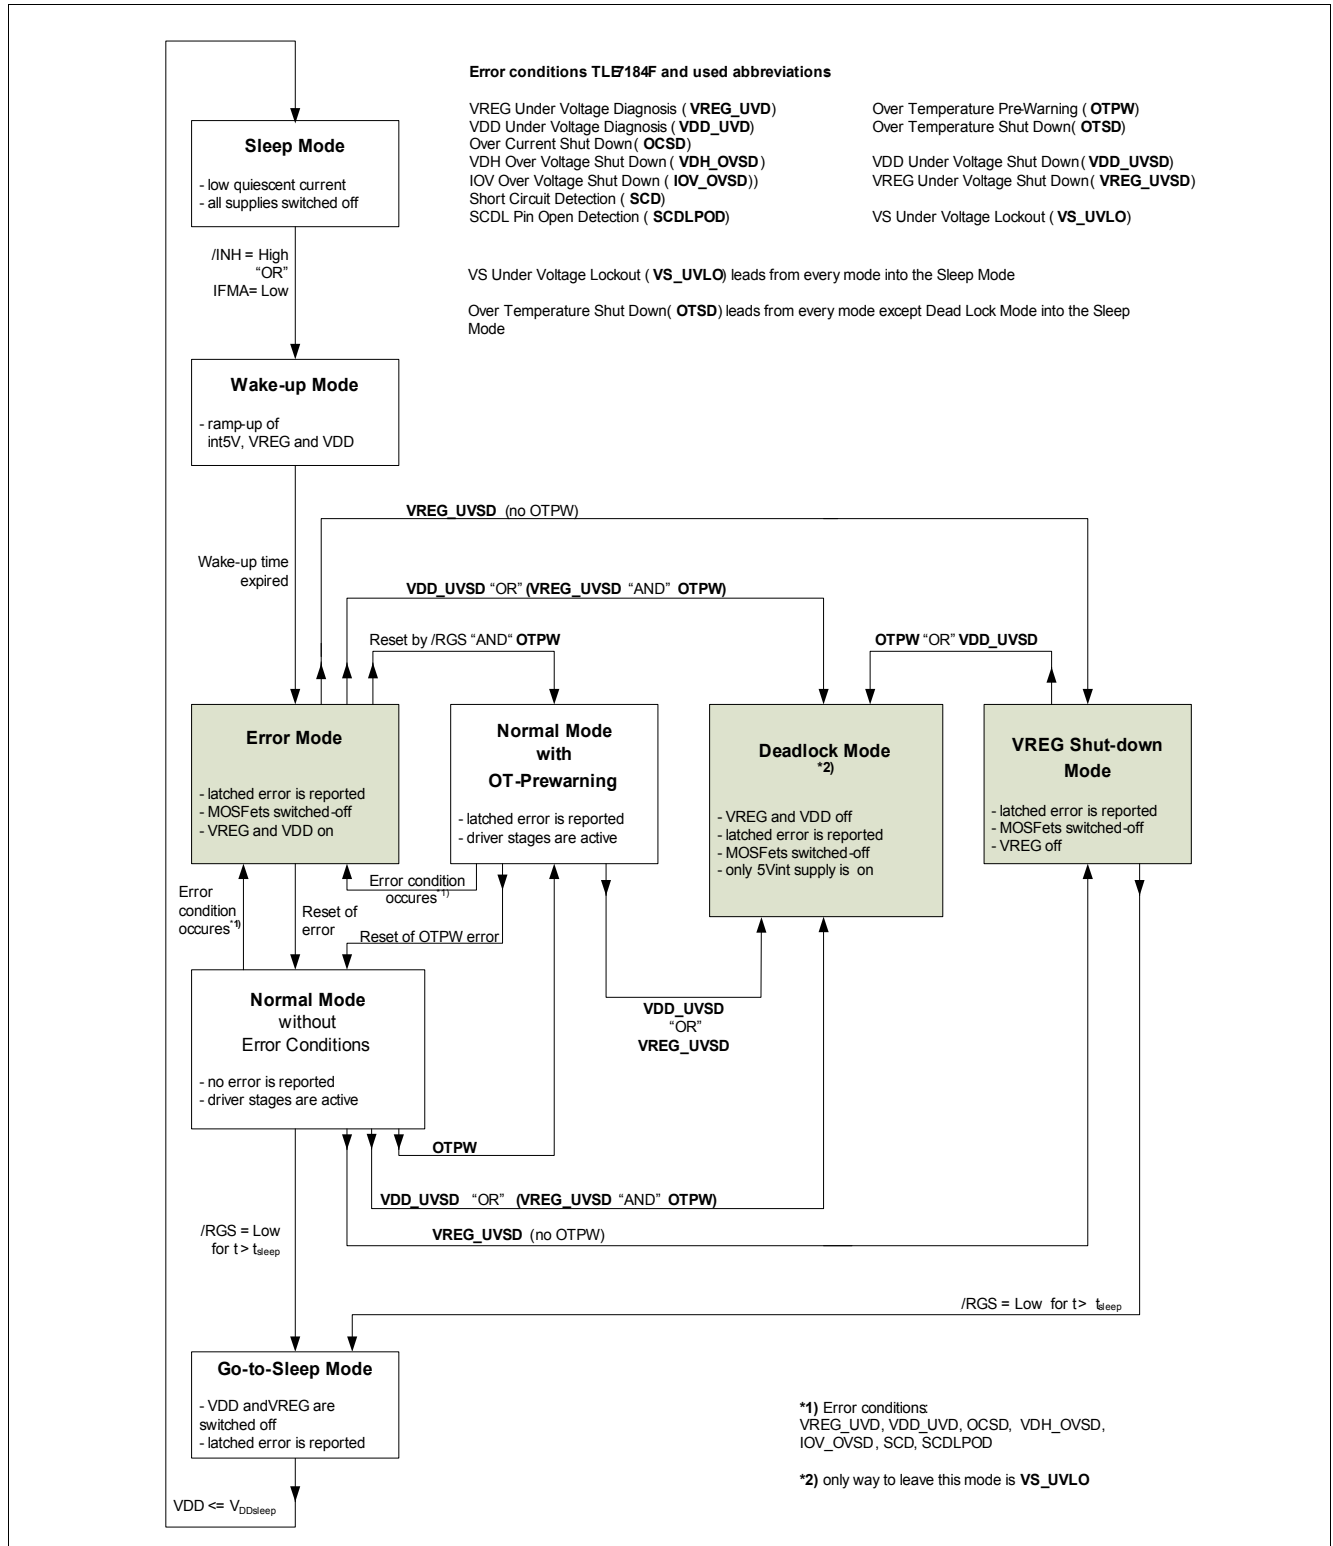 Error conditions TLE7184F and used abbreviations
VREG Under Voltage Diagnosis ( VREG_UVD)
VDD Under Voltage Diagnosis ( VDD_UVD)
Over Current Shut Down( OCSD)
VDH Over Voltage Shut Down ( VDH_OVSD)
IOV Over Voltage Shut Down ( IOV_OVSD))
Short Circuit Detection ( SCD)
SCDL Pin Open Detection ( SCDLPOD)
Over Temperature Pre-Warning ( OTPW)
Over Temperature Shut Down( OTSD)
VDD Under Voltage Shut Down( VDD_UVSD)
VREG Under Voltage Shut Down( VREG_UVSD)
VS Under Voltage Lockout ( VS_UVLO)
VS Under Voltage Lockout ( VS_UVLO) leads from every mode into the Sleep Mode
Over Temperature Shut Down( OTSD) leads from every mode except Dead Lock Mode into the Sleep
Mode
Sleep Mode
- low quiescent current
- all supplies switched off
/INH = High
“OR”
IFMA= Low
Wake-up Mode
- ramp-up of
int5V, VREG and VDD
Wake-up time
expired
VREG_UVSD (no OTPW)
VDD_UVSD “OR” (VREG_UVSD “AND” OTPW)
Reset by /RGS “AND“ OTPW
OTPW “OR” VDD_UVSD
Error Mode
- latched error is reported
- MOSFets switched-off
- VREG and VDD on
Normal Mode
with
OT-Prewarning
- latched error is reported
- driver stages are active
Deadlock Mode
*2)
- VREG and VDD off
- latched error is reported
- MOSFets switched-off
- only 5Vint supply is on
VREG Shut-down
Mode
- latched error is reported
- MOSFets switched-off
- VREG off
Error
condition
occures*1)
Reset of
error
Error condition
occures*1)
Reset of OTPW error
VDD_UVSD
“OR”
VREG_UVSD
Normal Mode
without
Error Conditions
- no error is reported
- driver stages are active
OTPW
VDD_UVSD “OR” (VREG_UVSD “AND” OTPW)
VREG_UVSD (no OTPW)
/RGS = Low
for t > tsleep
/RGS = Low for t > tsleep
Go-to-Sleep Mode
- VDD andVREG are
switched off
- latched error is reported
VDD <= VDDsleep
*1) Error conditions:
VREG_UVD, VDD_UVD, OCSD, VDH_OVSD,
IOV_OVSD, SCD, SCDLPOD
*2) only way to leave this mode is VS_UVLO